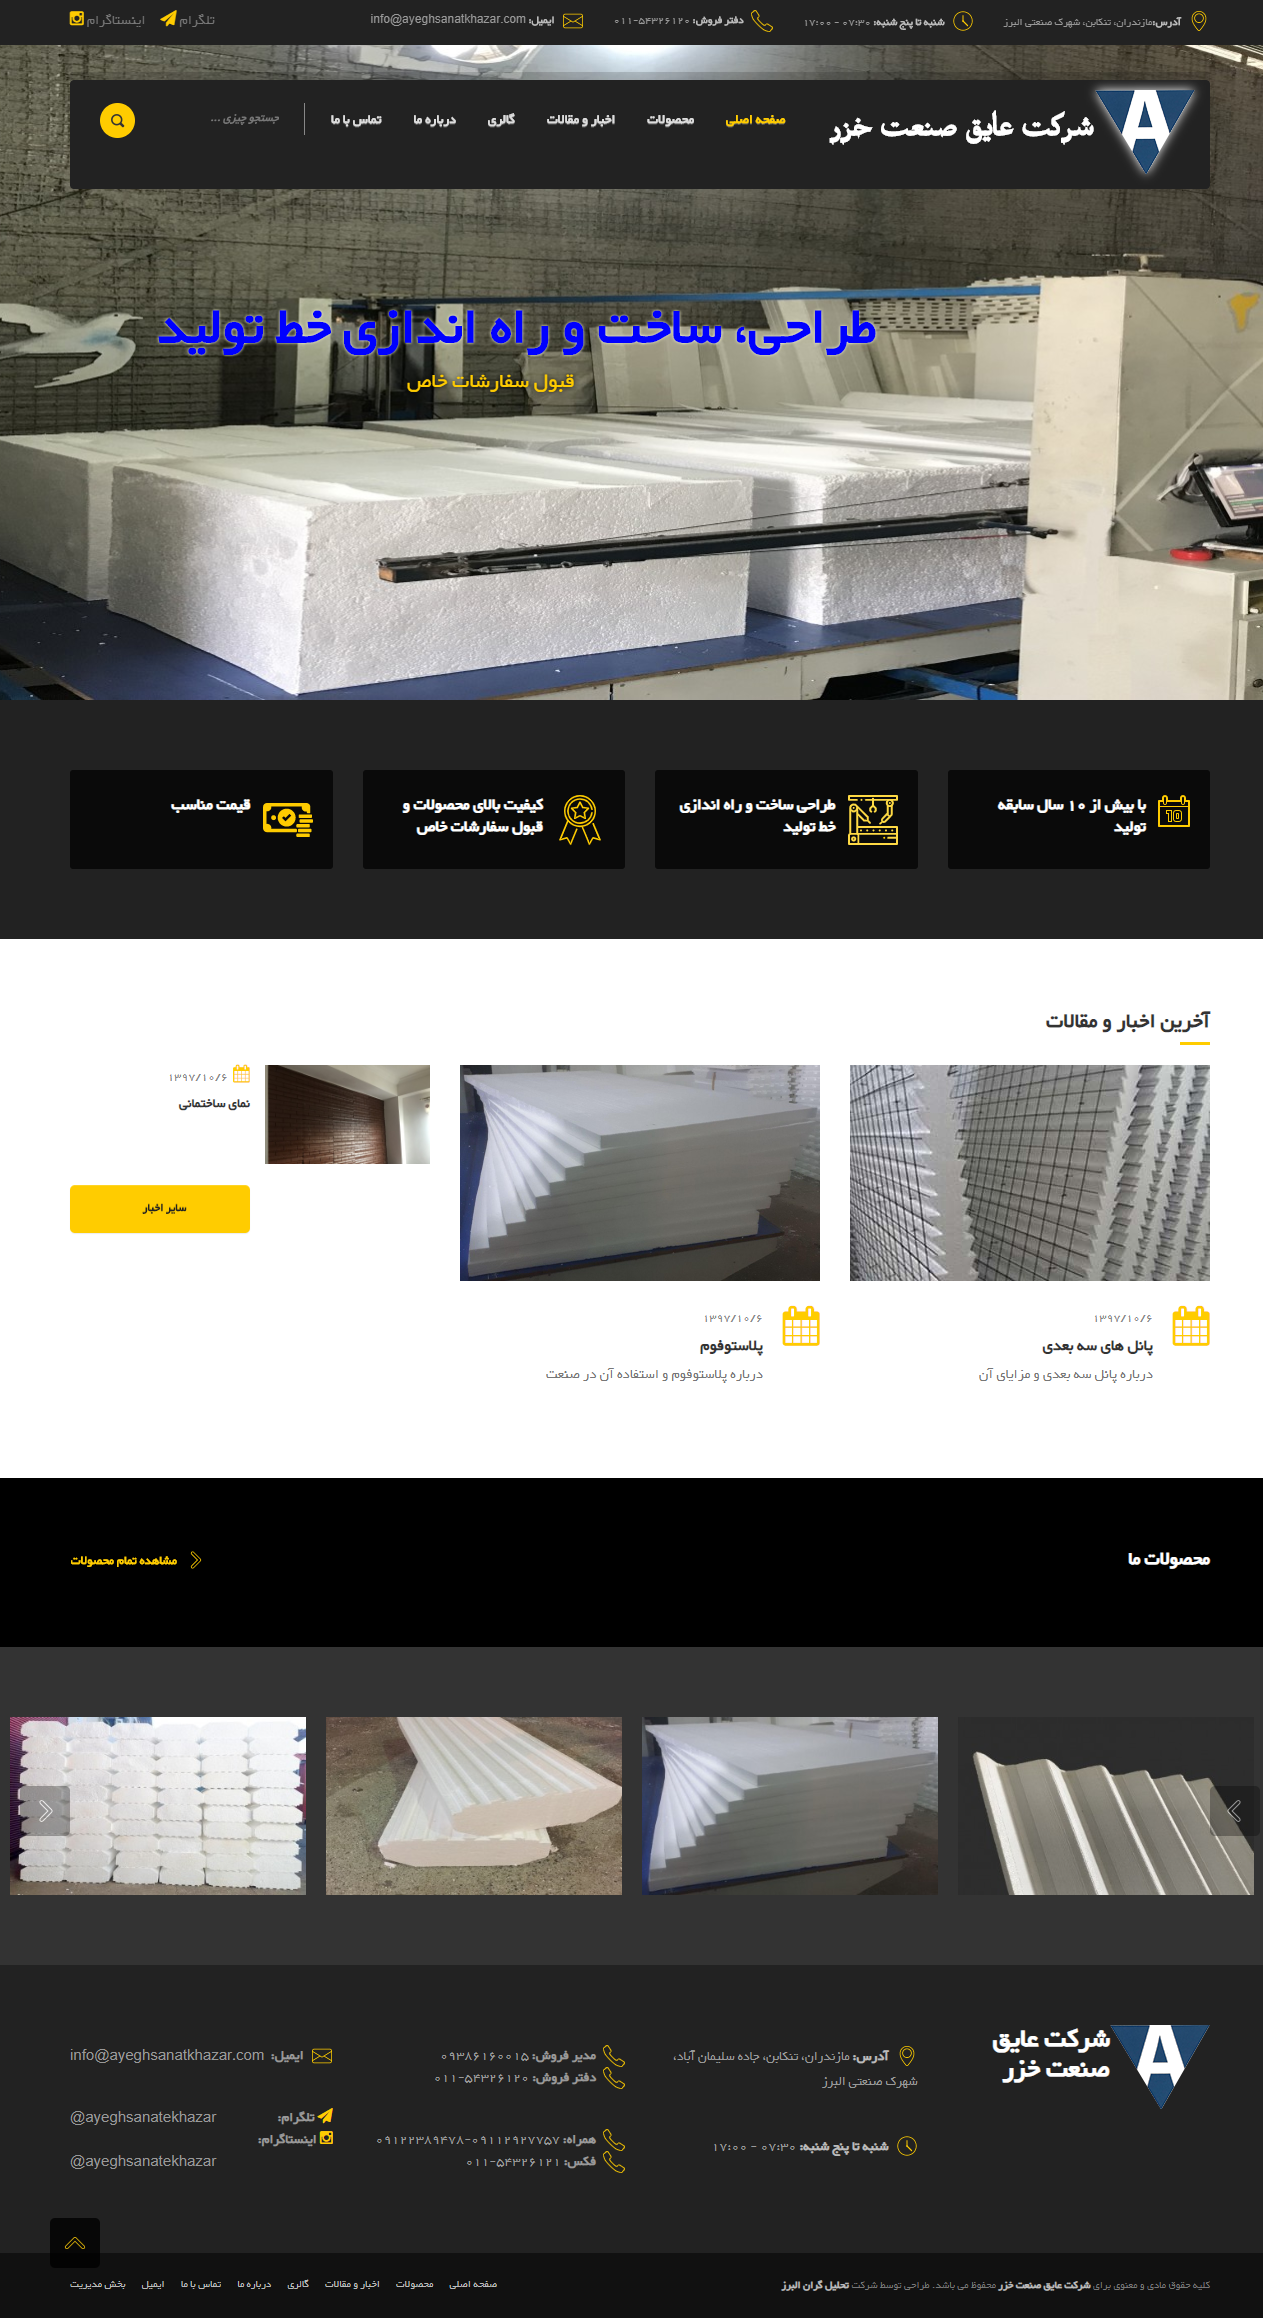 آدرس:مازندران، تنکابن، شهرک صنعتی البرز
شنبه تا پنج شنبه: ۰۷:۳۰ - ۱۷:۰۰
دفتر فروش: ۵۴۳۲۶۱۲۰-۰۱۱
ایمیل: info@ayeghsanatkhazar.com
تلگرام
اینستاگرام
شرکت عایق صنعت خزر
صفحه اصلی
محصولات
اخبار و مقالات
گالری
درباره ما
تماس با ما
جستجو چیزی ...
طراحی، ساخت و راه اندازی خط تولید
قبول سفارشات خاص
با بیش از ۱۰ سال سابقه
تولید
طراحی ساخت و راه اندازی
خط تولید
کیفیت بالای محصولات و
قبول سفارشات خاص
قیمت مناسب
آخرین اخبار و مقالات
۱۳۹۷/۱۰/۶
پانل های سه بعدی
درباره پانل سه بعدی و مزایای آن
۱۳۹۷/۱۰/۶
پلاستوفوم
درباره پلاستوفوم و استفاده آن در صنعت
۱۳۹۷/۱۰/۶
نمای ساختمانی
سایر اخبار
محصولات ما
مشاهده تمام محصولات
شرکت عایق
صنعت خزر
آدرس: مازندران، تنکابن، جاده سلیمان آباد،
شهرک صنعتی البرز
شنبه تا پنج شنبه: ۰۷:۳۰ - ۱۷:۰۰
مدیر فروش: ۰۹۳۸۶۱۶۰۰۱۵
دفتر فروش: ۵۴۳۲۶۱۲۰-۰۱۱
همراه: ۰۹۱۱۲۹۲۷۷۵۷-۰۹۱۲۲۳۸۹۴۷۸
فکس: ۵۴۳۲۶۱۲۱-۰۱۱
ایمیل: info@ayeghsanatkhazar.com
تلگرام:
@ayeghsanatekhazar
اینستاگرام:
@ayeghsanatekhazar
کلیه حقوق مادی و معنوی برای شرکت عایق صنعت خزر محفوظ می باشد. طراحی توسط شرکت تحلیل گران البرز
صفحه اصلی
محصولات
اخبار و مقالات
گالری
درباره ما
تماس با ما
ایمیل
بخش مدیریت